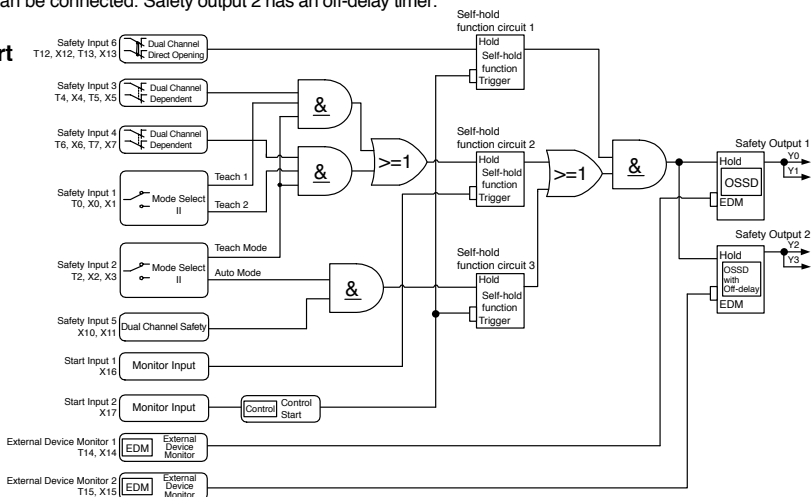 can be connected. Safety output 2 has an off-delay timer.
rt
Self-hold
function circuit 1
Safety Input 6
T12, X12, T13, X13
Dual Channel
Direct Opening
Hold
Self-hold
function
Trigger
Safety Input 3
T4, X4, T5, X5
Dual Channel
Dependent
&
Safety Input 4
T6, X6, T7, X7
Dual Channel
Dependent
&
>=1
Self-hold
function circuit 2
Hold
Self-hold
function
Trigger
>=1
&
Safety Output 1
Hold
OSSD
EDM
Y0
Y1
Safety Input 1
T0, X0, X1
Mode Select
II
Teach 1
Teach 2
Safety Output 2
Hold
OSSD
with
Off-delay
EDM
Y2
Y3
Safety Input 2
T2, X2, X3
Mode Select
II
Teach Mode
Auto Mode
Self-hold
function circuit 3
Hold
Self-hold
function
Trigger
&
Safety Input 5
X10, X11
Dual Channel Safety
Start Input 1
X16
Monitor Input
Start Input 2
X17
Monitor Input
Control
Control
Start
External Device Monitor 1
T14, X14
EDM
External
Device
Monitor
External Device Monitor 2
T15, X15
EDM
External
Device
Monitor